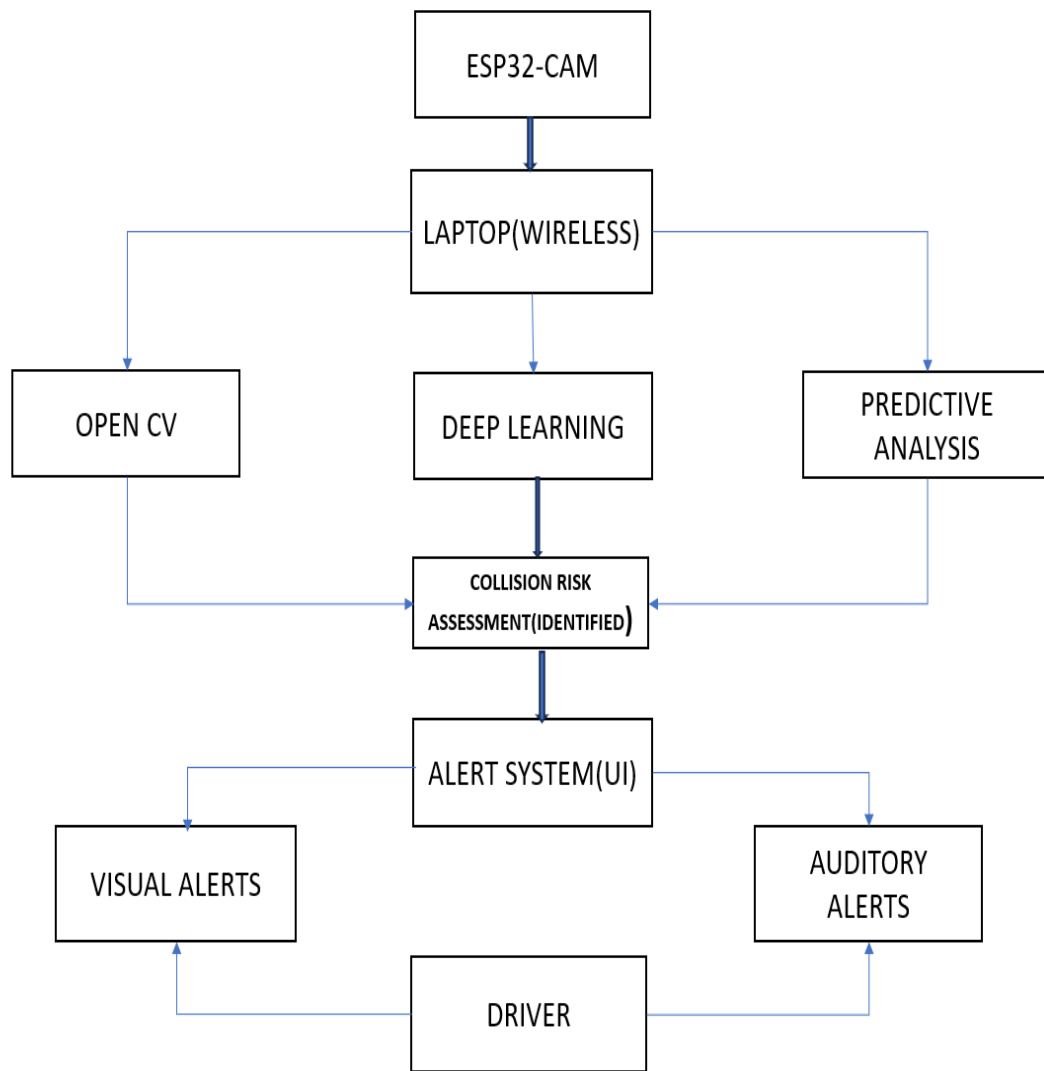 ESP32-CAM
LAPTOP(WIRELESS)
OPEN CV
DEEP LEARNING
PREDICTIVE
ANALYSIS
COLLISION RISK
ASSESSMENT(IDENTIFIED)
ALERT SYSTEM(UI)
VISUAL ALERTS
AUDITORY
ALERTS
DRIVER